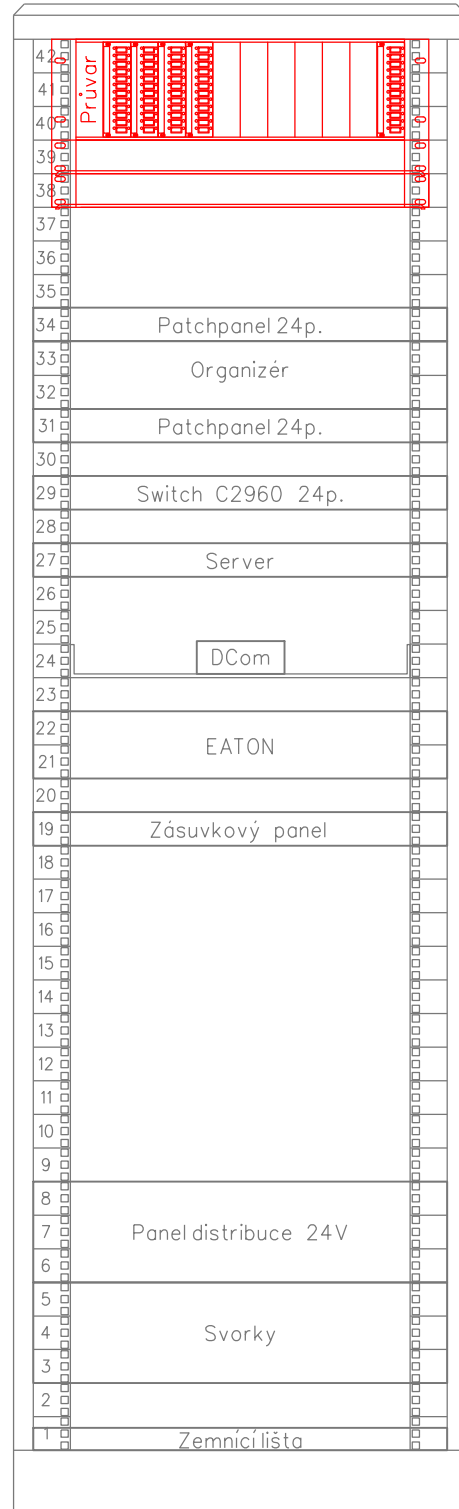 42
Průvar
41
40
39
38
37
36
35
34 Patchpanel 24p.
33
Organizér
32
31 Patchpanel 24p.
30
29 Switch C2960 24p.
28
27 Server
26
25
24 DCom
23
22
EATON
21
20
19 Zásuvkový panel
18
17
16
15
14
13
12
11
10
9
8
7 Panel distribuce 24V
6
5
4 Svorky
3
2
1 Zemnící lišta